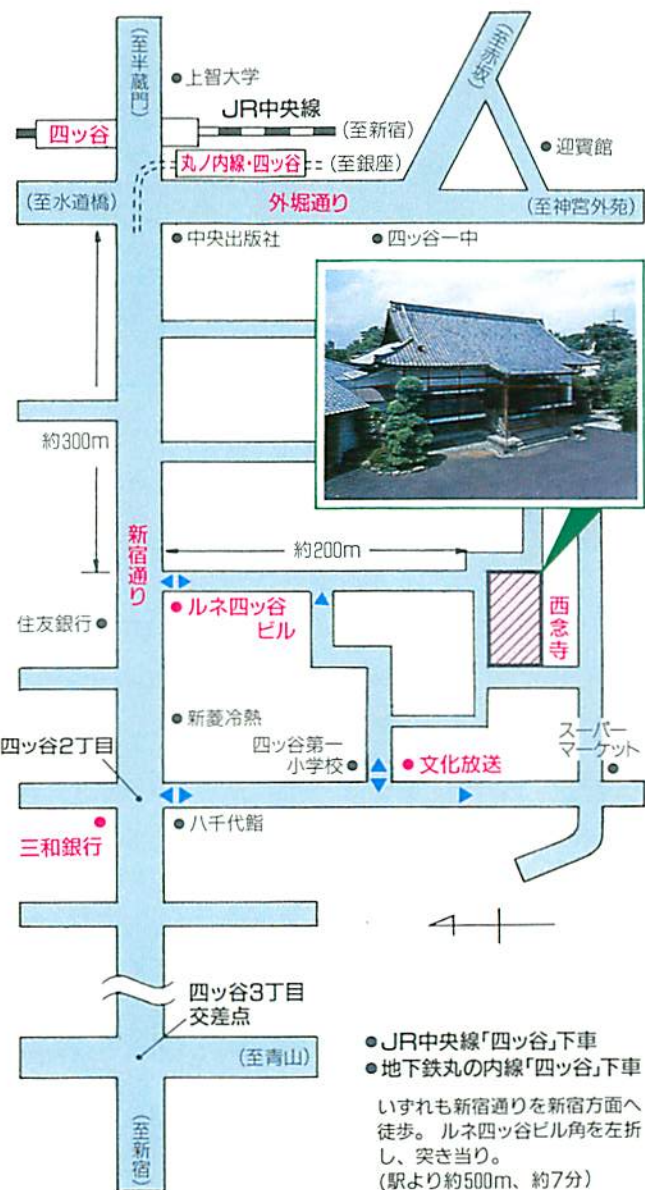 (至半蔵門)
上智大学
(至赤坂)
四ッ谷
JR中央線
(至新宿)
迎賓館
丸ノ内線・四ッ谷
(至銀座)
(至水道橋)
外堀通り
(至神宮外苑)
中央出版社
四ッ谷一中
約300m
新宿通り
約200m
住友銀行
ルネ四ッ谷
ビル
西念寺
新菱冷熱
四ッ谷2丁目
四ッ谷第一
小学校
文化放送
スーパー
マーケット
三和銀行
八千代鮨
四ッ谷3丁目
交差点
(至青山)
(至新宿)
●JR中央線「四ッ谷」下車
●地下鉄丸の内線「四ッ谷」下車
いずれも新宿通りを新宿方面へ
徒歩。ルネ四ッ谷ビル角を左折
し、突き当り。
(駅より約500m、約7分)